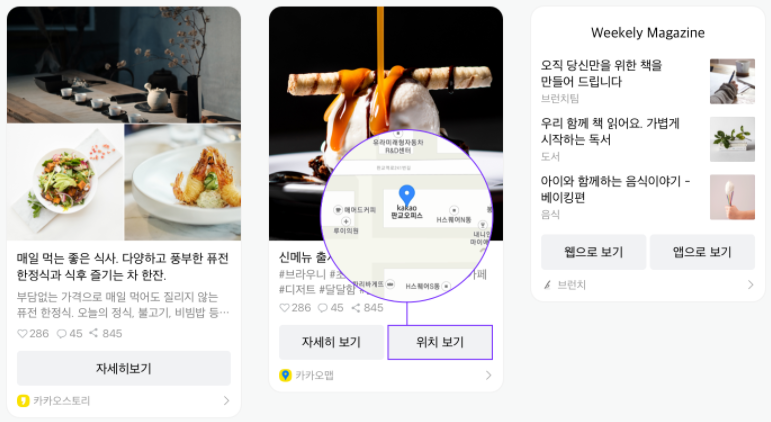 매일 먹는 좋은 식사. 다양하고 풍부한 퓨전
한정식과 식후 즐기는 차 한잔.
부담없는 가격으로 매일 먹어도 질리지 않는
퓨전 한정식. 오늘의 정식, 불고기, 비빔밥 등…
286 45 845
자세히보기
카카오스토리
뮤라미래형자동차
R&D센터
kakao
판교오피스
에어드커피
H스퀘어N동
루이의원
H스퀘어S동
신메뉴 출시
#브라우니
#디저트 #달달함
286 45 845
자세히 보기
위치 보기
카카오맵
Weekely Magazine
오직 당신만을 위한 책을
만들어 드립니다
브런치팀
우리 함께 책 읽어요. 가볍게
시작하는 독서
도서
아이와 함께하는 음식이야기 -
베이킹편
음식
웹으로 보기
앱으로 보기
브런치